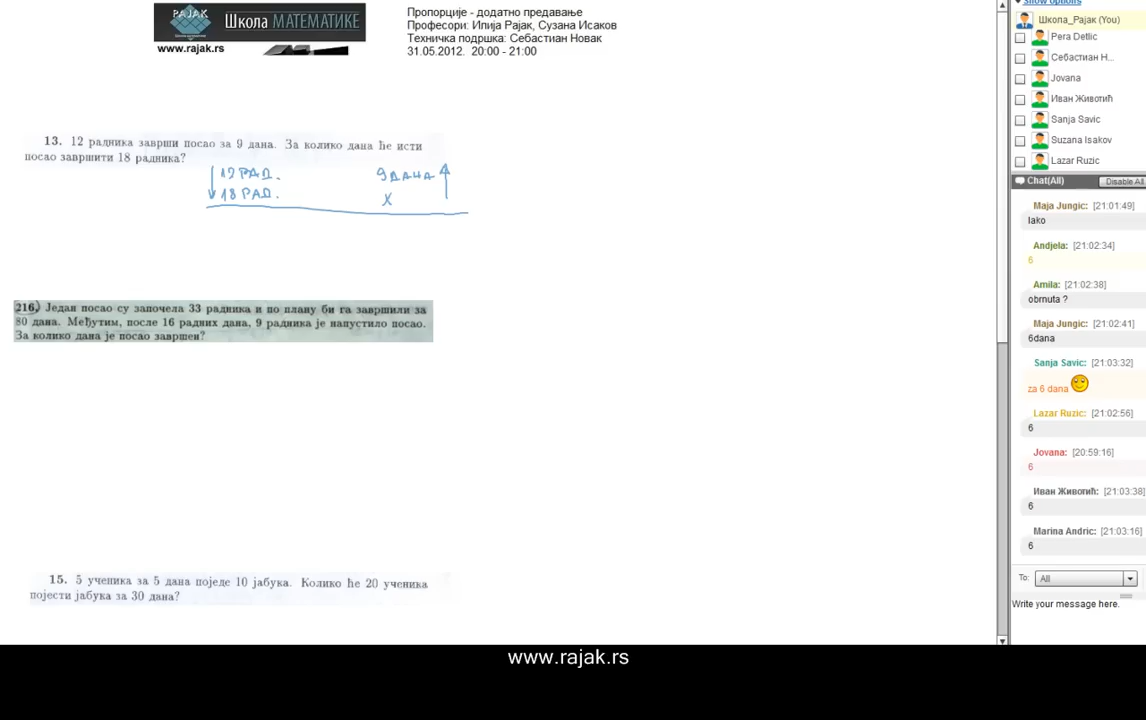 РАЈАК
Школа МАТЕМАТИКЕ
www.rajak.rs
Пропорције - додатно предавање
Професори: Илија Рајак, Сузана Исаков
Техничка подршка: Себастиан Новак
31.05.2012. 20:00 - 21:00
13. 12 радника заврши посао за 9 дана. За колико дана ће исти
посао завршити 18 радника?
12 РАД. 9 ДАНА
18 РАД. X
216. Један посао су започела 33 радника и по плану би га завршили за
80 дана. Међутим, после 16 радних дана, 9 радника је напустило посао.
За колико дана је посао завршен?
15. 5 ученика за 5 дана поједе 10 јабука. Колико ће 20 ученика
појести јабука за 30 дана?
Show options
Школа_Рајак (You)
Pera Detlic
Себастиан Н...
Jovana
Иван Животић
Sanja Savic
Suzana Isakov
Lazar Ruzic
Chat(All) Disable All
Maja Jungic: [21:01:49]
lako
Andjela: [21:02:34]
6
Amila: [21:02:38]
obrnuta ?
Maja Jungic: [21:02:41]
6dana
Sanja Savic: [21:03:32]
za 6 dana
Lazar Ruzic: [21:02:56]
6
Jovana: [20:59:16]
6
Иван Животић: [21:03:38]
6
Marina Andric: [21:03:16]
6
To: All
Write your message here.
www.rajak.rs